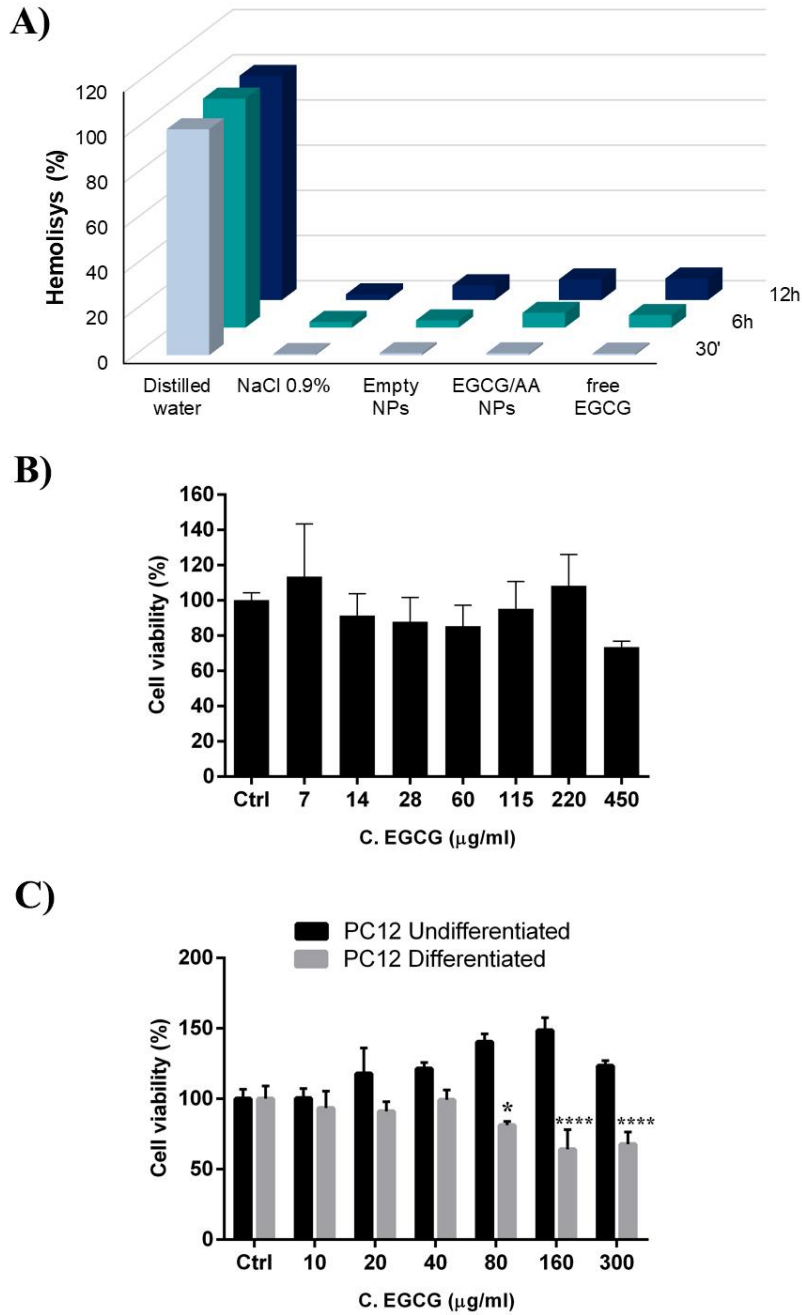 A)
Hemolisys (%)
120
100
80
60
40
20
0
12h
6h
30'
Distilled water
NaCl 0.9%
Empty NPs
EGCG/AA NPs
free EGCG
B)
Cell viability (%)
160
140
120
100
80
60
40
20
0
Ctrl 7 14 28 60 115 220 450
C. EGCG (μg/ml)
C)
PC12 Undifferentiated
PC12 Differentiated
Cell viability (%)
200
150
100
50
0
* **** ****
Ctrl 10 20 40 80 160 300
C. EGCG (μg/ml)